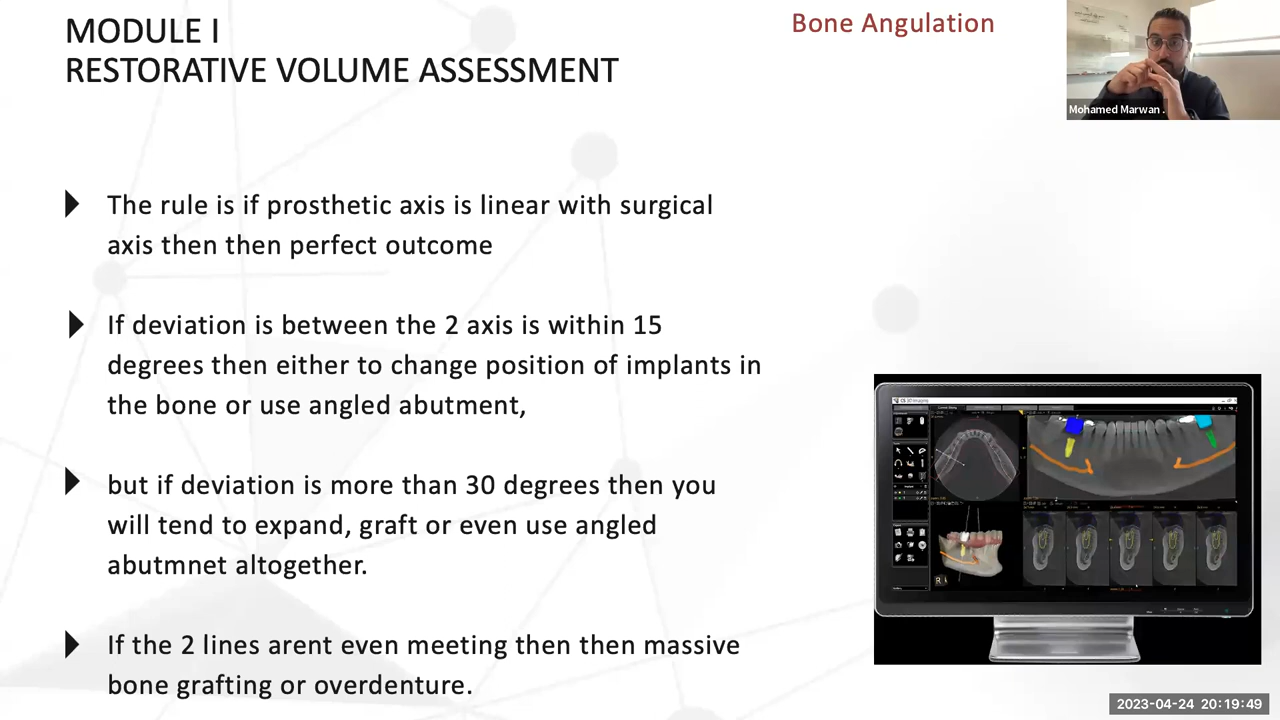 MODULE I
RESTORATIVE VOLUME ASSESSMENT
Bone Angulation
Mohamed Marwan .
The rule is if prosthetic axis is linear with surgical
axis then then perfect outcome
If deviation is between the 2 axis is within 15
degrees then either to change position of implants in
the bone or use angled abutment,
but if deviation is more than 30 degrees then you
will tend to expand, graft or even use angled
abutmnet altogether.
If the 2 lines arent even meeting then then massive
bone grafting or overdenture.
R
2023-04-24 20:19:49